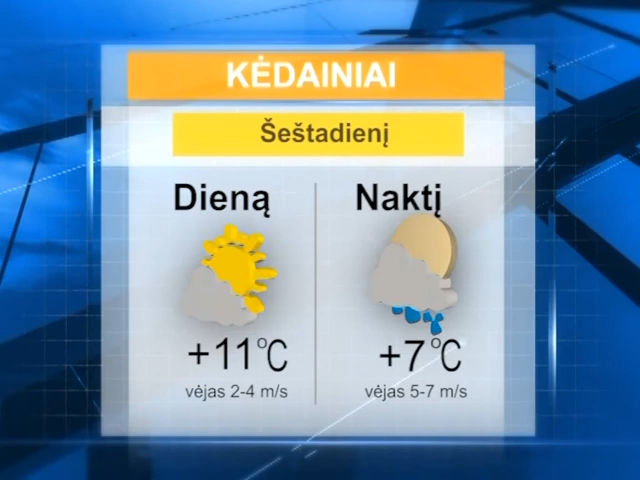 KĖDAINIAI
Šeštadienį
Dieną
Naktį
+11°C
+7°C
vėjas 2-4 m/s
vėjas 5-7 m/s